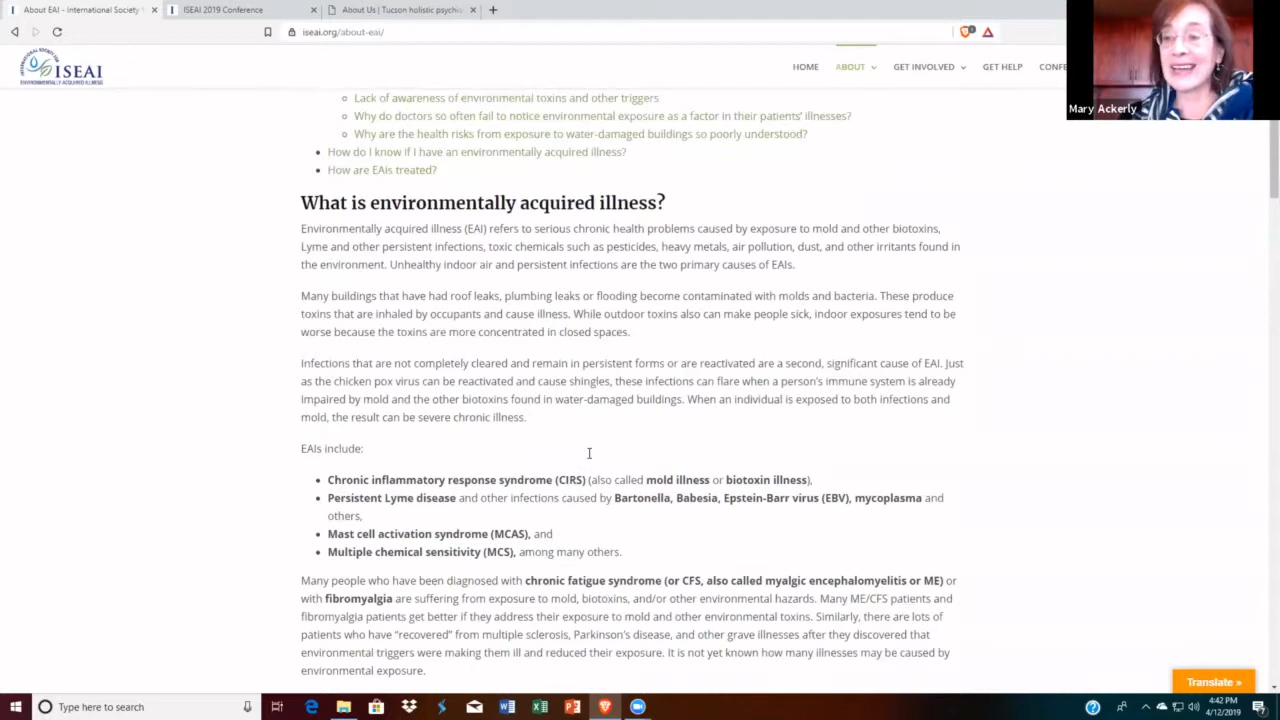 About EAI - International Society
ISEAI 2019 Conference
About Us | Tucson holistic psychia
iseai.org/about-eai/
ISEAI
INTERNATIONAL SOCIETY FOR
ENVIRONMENTALLY ACQUIRED ILLNESS
HOME
ABOUT
GET INVOLVED
GET HELP
CONFE
Mary Ackerly
Lack of awareness of environmental toxins and other triggers
Why do doctors so often fail to notice environmental exposure as a factor in their patients' illnesses?
Why are the health risks from exposure to water-damaged buildings so poorly understood?
How do I know if I have an environmentally acquired illness?
How are EAIs treated?
What is environmentally acquired illness?
Environmentally acquired illness (EAI) refers to serious chronic health problems caused by exposure to mold and other biotoxins,
Lyme and other persistent infections, toxic chemicals such as pesticides, heavy metals, air pollution, dust, and other irritants found in
the environment. Unhealthy indoor air and persistent infections are the two primary causes of EAIs.
Many buildings that have had roof leaks, plumbing leaks or flooding become contaminated with molds and bacteria. These produce
toxins that are inhaled by occupants and cause illness. While outdoor toxins also can make people sick, indoor exposures tend to be
worse because the toxins are more concentrated in closed spaces.
Infections that are not completely cleared and remain in persistent forms or are reactivated are a second, significant cause of EAI. Just
as the chicken pox virus can be reactivated and cause shingles, these infections can flare when a person's immune system is already
impaired by mold and the other biotoxins found in water-damaged buildings. When an individual is exposed to both infections and
mold, the result can be severe chronic illness.
EAIs include:
Chronic inflammatory response syndrome (CIRS) (also called mold illness or biotoxin illness),
Persistent Lyme disease and other infections caused by Bartonella, Babesia, Epstein-Barr virus (EBV), mycoplasma and
others,
Mast cell activation syndrome (MCAS), and
Multiple chemical sensitivity (MCS), among many others.
Many people who have been diagnosed with chronic fatigue syndrome (or CFS, also called myalgic encephalomyelitis or ME) or
with fibromyalgia are suffering from exposure to mold, biotoxins, and/or other environmental hazards. Many ME/CFS patients and
fibromyalgia patients get better if they address their exposure to mold and other environmental toxins. Similarly, there are lots of
patients who have "recovered" from multiple sclerosis, Parkinson's disease, and other grave illnesses after they discovered that
environmental triggers were making them ill and reduced their exposure. It is not yet known how many illnesses may be caused by
environmental exposure.
Translate »
Type here to search
4:42 PM
4/12/2019
7